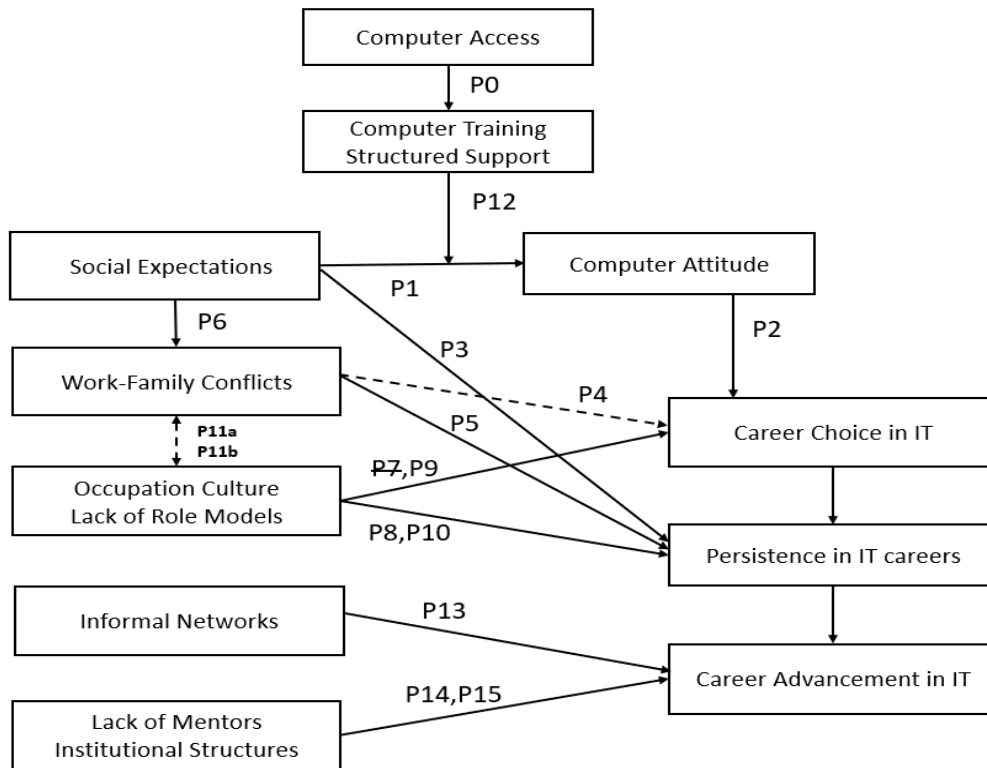 Computer Access
P0
Computer Training
Structured Support
P12
Social Expectations
Computer Attitude
P1
P6
P2
P3
Work-Family Conflicts
P4
P5
Career Choice in IT
P11a
P11b
P7,P9
Occupation Culture
Lack of Role Models
P8,P10
Persistence in IT careers
Informal Networks
P13
Career Advancement in IT
P14,P15
Lack of Mentors
Institutional Structures